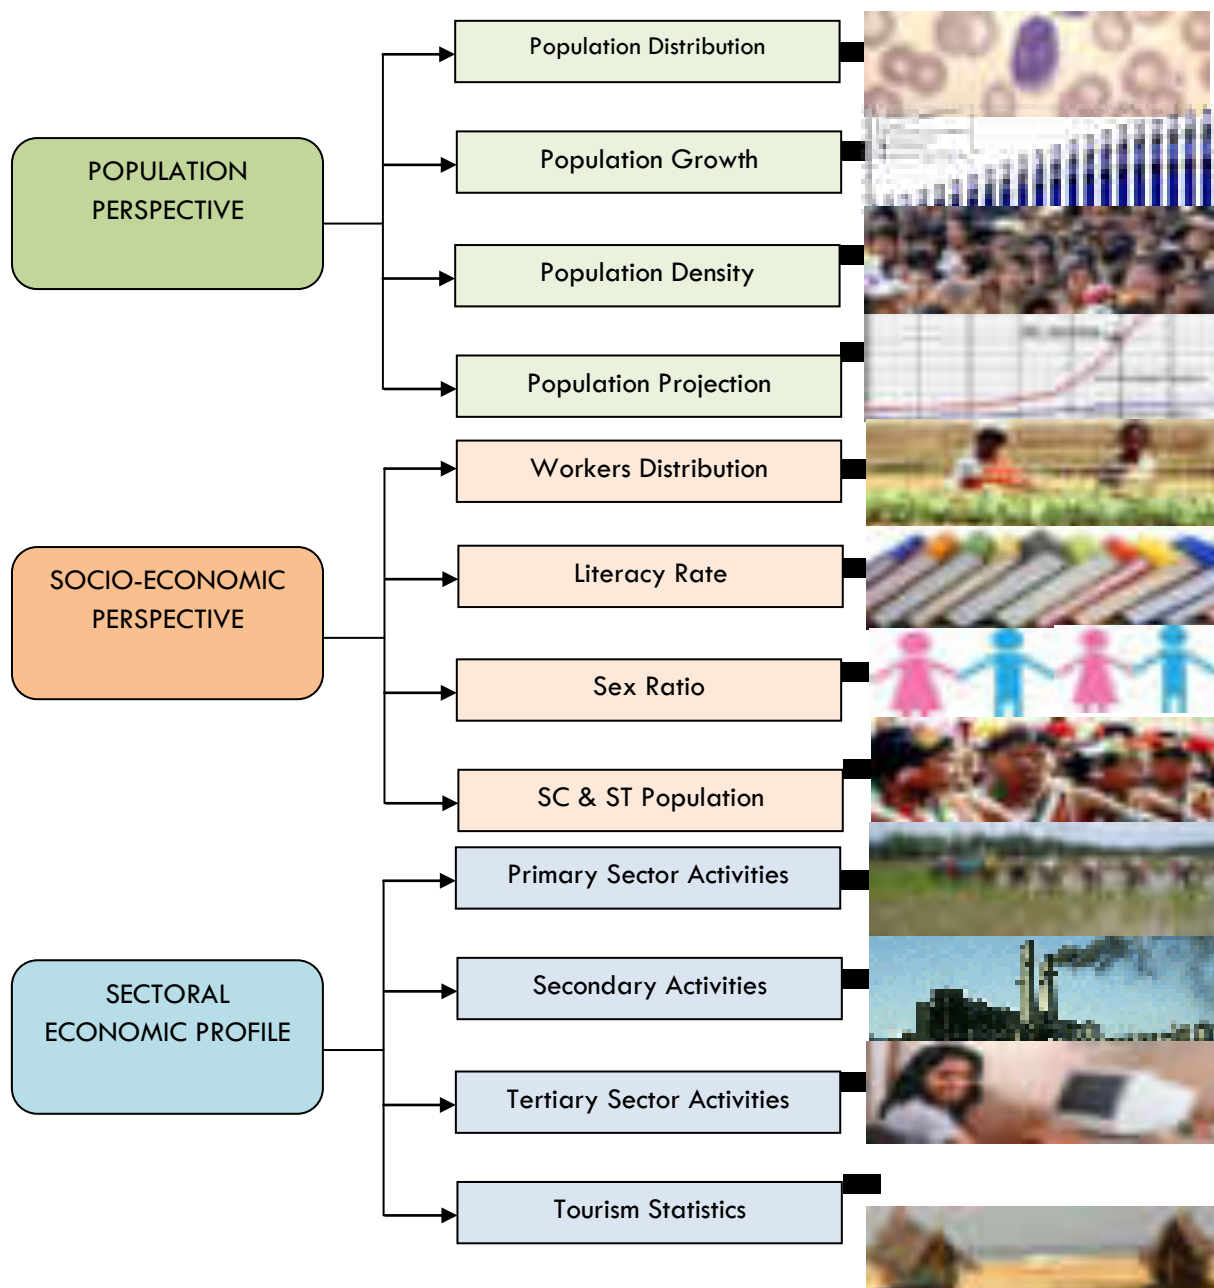 POPULATION
PERSPECTIVE
Population Distribution
Population Growth
Population Density
Population Projection
SOCIO-ECONOMIC
PERSPECTIVE
Workers Distribution
Literacy Rate
Sex Ratio
SC & ST Population
SECTORAL
ECONOMIC PROFILE
Primary Sector Activities
Secondary Activities
Tertiary Sector Activities
Tourism Statistics